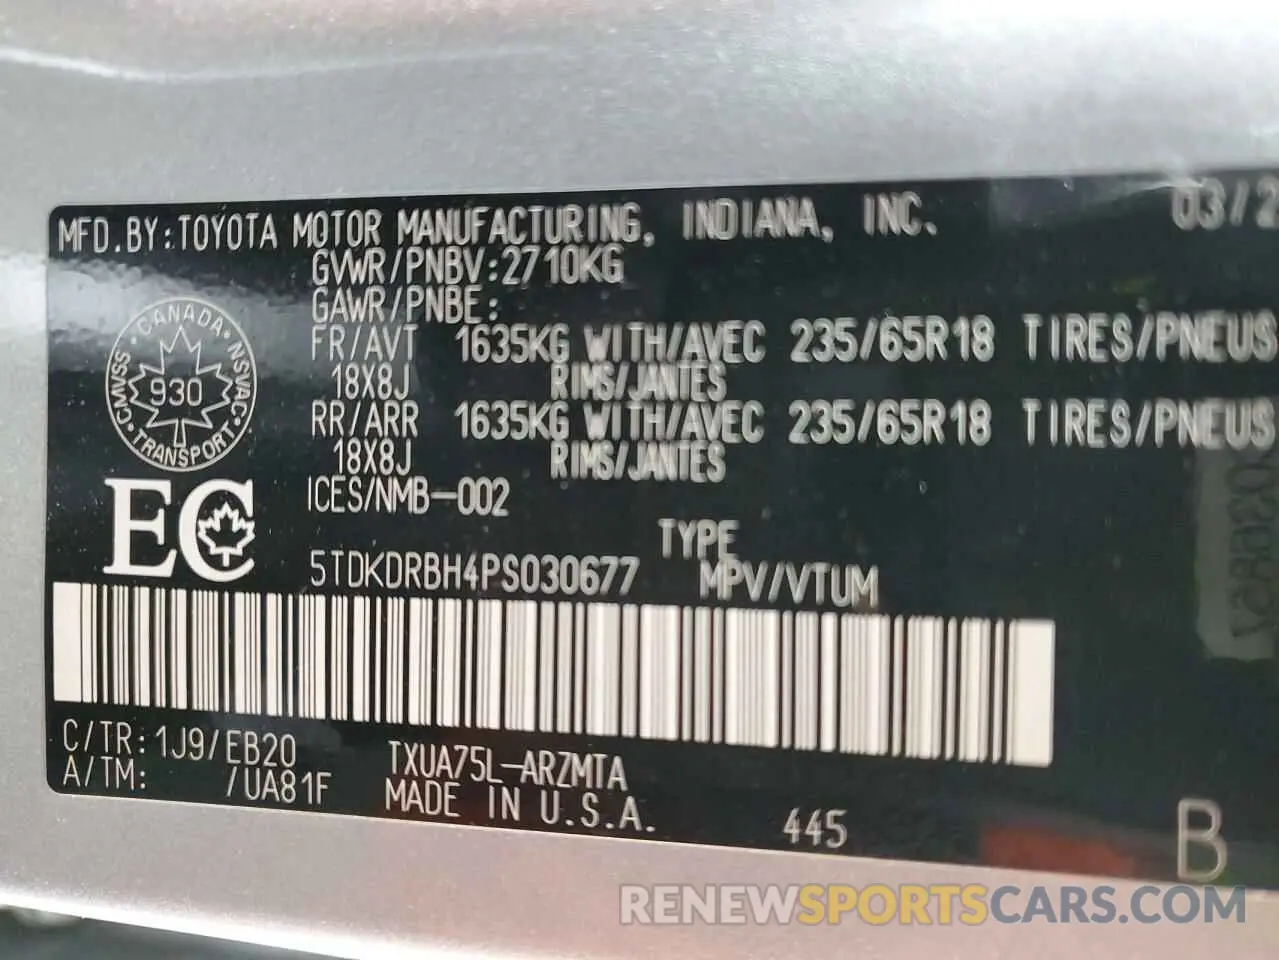 MFD.BY:TOYOTA MOTOR MANUFACTURING, INDIANA, INC. 03/2
GVWR/PNBV:2710KG
GAWR/PNBE:
FR/AVT 1635KG WITH/AVEC 235/65R18 TIRES/PNEUS
18X8J RIMS/JANTES
RR/ARR 1635KG WITH/AVEC 235/65R18 TIRES/PNEUS
18X8J RIMS/JANTES
ICES/NMB-002
CANADA
CMVSS
930
NSVAC
TRANSPORT
EC
TYPE
5TDKDRBH4PS030677 MPV/VTUM
C/TR:1J9/EB20 TXUA75L-ARZMTA
A/TM: /UA81F MADE IN U.S.A. 445 B
RENEWSPORTSCARS.COM